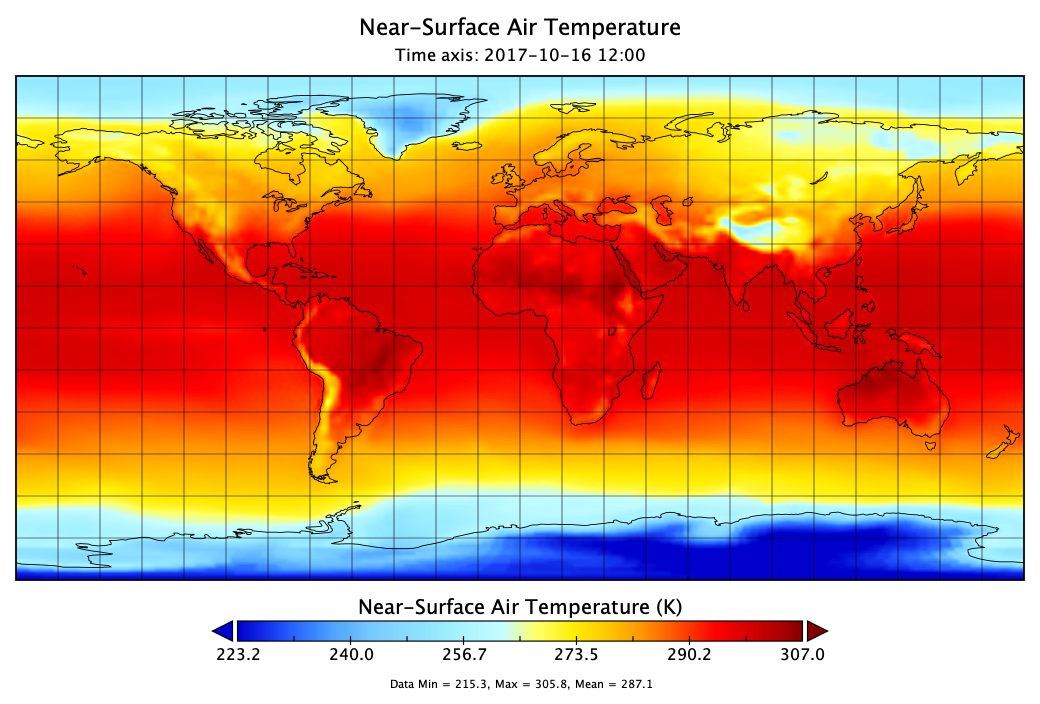 Near-Surface Air Temperature
Time axis: 2017-10-16 12:00
Near-Surface Air Temperature (K)
223.2 240.0 256.7 273.5 290.2 307.0
Data Min = 215.3, Max = 305.8, Mean = 287.1